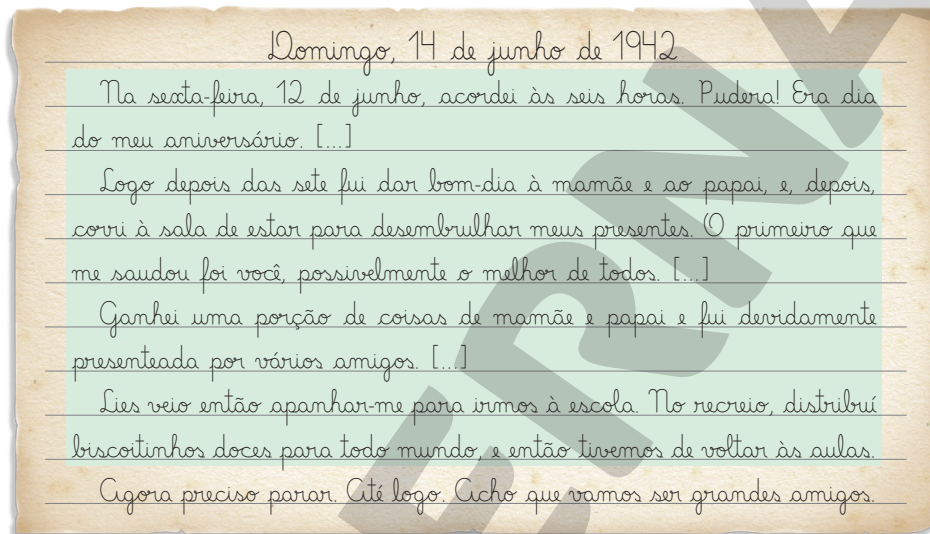 Domingo, 14 de junho de 1942
Na sexta-feira, 12 de junho, acordei às seis horas. Pudera! Era dia
do meu aniversário. [...]
Logo depois das sete fui dar bom-dia à mamãe e ao papai, e, depois,
corri à sala de estar para desembrulhar meus presentes. O primeiro que
me saudou foi você, possivelmente o melhor de todos. [...]
Ganhei uma porção de coisas de mamãe e papai e fui devidamente
presenteada por vários amigos. [...]
Lies veio então apanhar-me para irmos à escola. No recreio, distribuí
biscoitinhos doces para todo mundo, e então tivemos de voltar às aulas.
Agora preciso parar. Até logo. Acho que vamos ser grandes amigos.